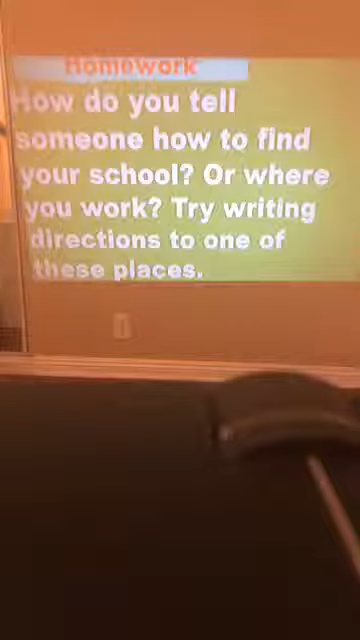 Homework
How do you tell
someone how to find
your school? Or where
you work? Try writing
directions to one of
these places.